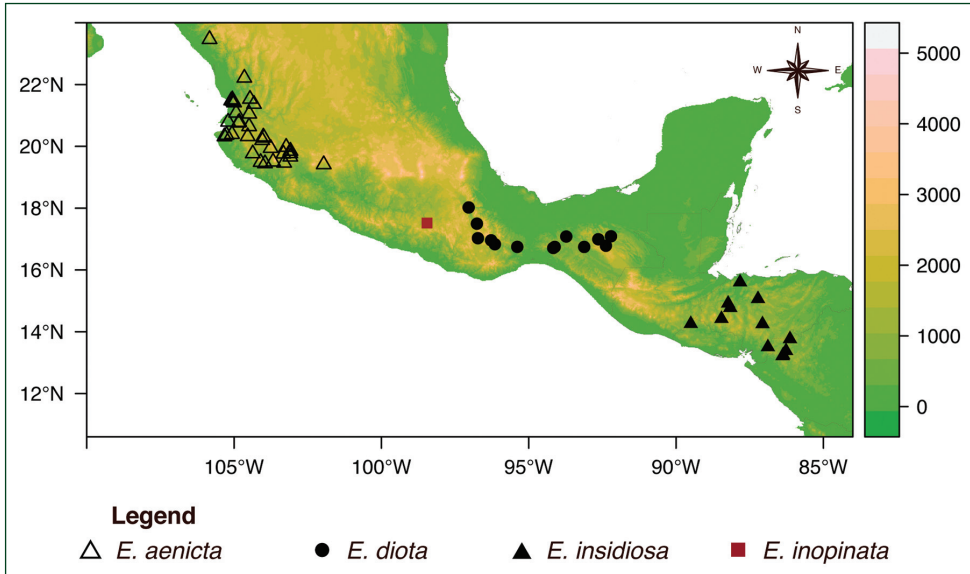 N
W E
S
22°N
20°N
18°N
16°N
14°N
12°N
105°W 100°W 95°W 90°W 85°W
5000
4000
3000
2000
1000
0
Legend
E. aenicta E. diota E. insidiosa E. inopinata